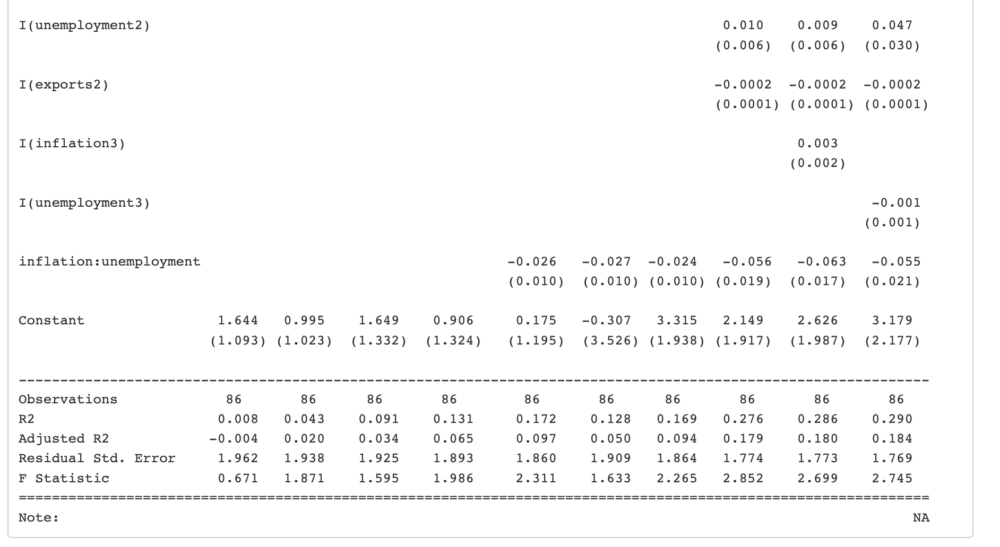 I(unemployment2) 0.010 0.009 0.047
(0.006) (0.006) (0.030)
I(exports2) -0.0002 -0.0002 -0.0002
(0.0001) (0.0001) (0.0001)
I(inflation3) 0.003
(0.002)
I(unemployment3) -0.001
(0.001)
inflation:unemployment -0.026 -0.027 -0.024 -0.056 -0.063 -0.055
(0.010) (0.010) (0.010) (0.019) (0.017) (0.021)
Constant 1.644 0.995 1.649 0.906 0.175 -0.307 3.315 2.149 2.626 3.179
(1.093) (1.023) (1.332) (1.324) (1.195) (3.526) (1.938) (1.917) (1.987) (2.177)
--------------------------------------------------------------------------------------------------------------
Observations 86 86 86 86 86 86 86 86 86 86
R2 0.008 0.043 0.091 0.131 0.172 0.128 0.169 0.276 0.286 0.290
Adjusted R2 -0.004 0.020 0.034 0.065 0.097 0.050 0.094 0.179 0.180 0.184
Residual Std. Error 1.962 1.938 1.925 1.893 1.860 1.909 1.864 1.774 1.773 1.769
F Statistic 0.671 1.871 1.595 1.986 2.311 1.633 2.265 2.852 2.699 2.745
==============================================================================================================
Note: NA